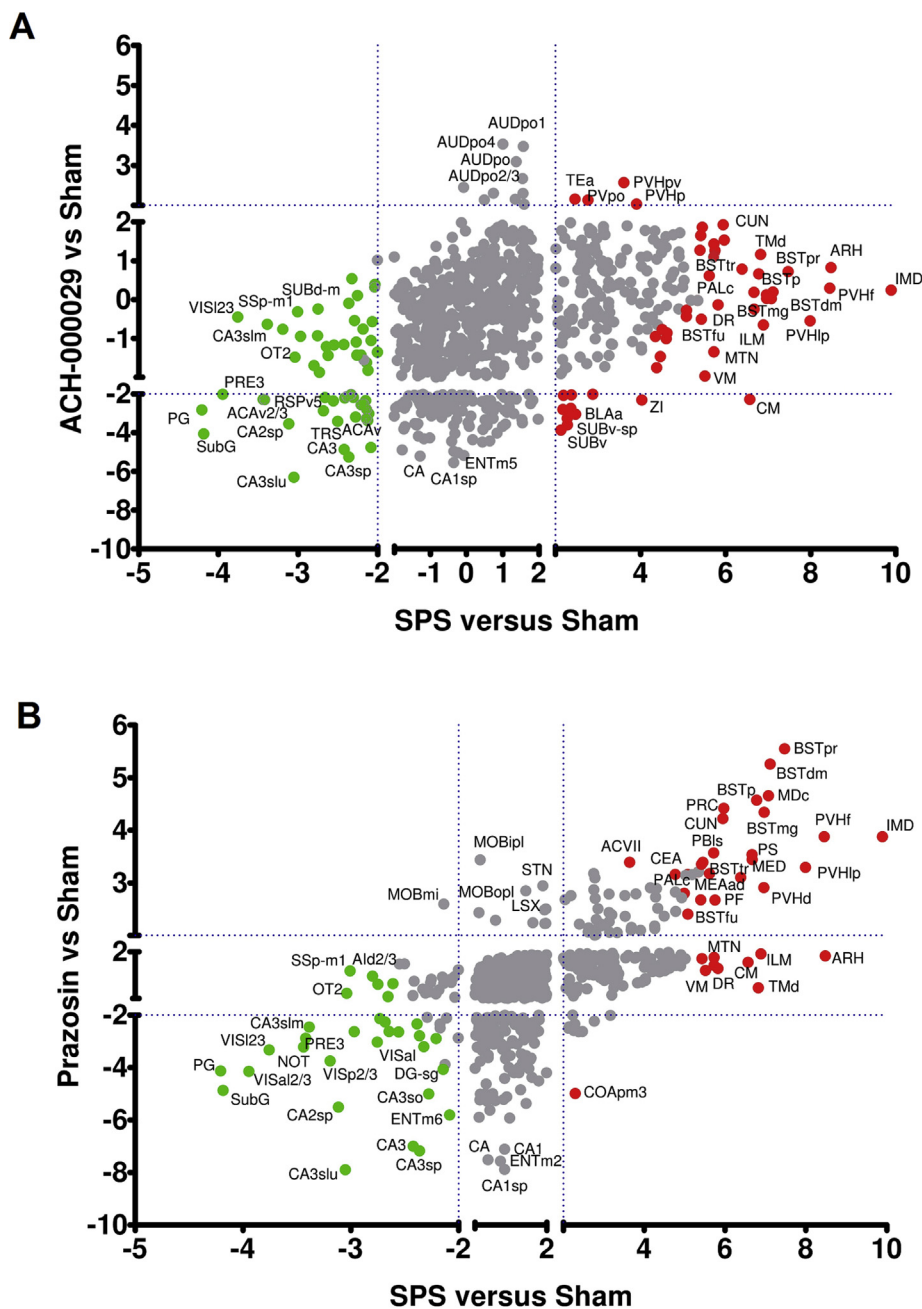 A
6
5
AUDpo1
4
AUDpo4
AUDpo
3
AUDpo2/3
TEa
PVHpv
PVpo
PVHp
2
CUN
TMd
BSTpr
ARH
SUBd-m
BSTtr
BSTp
IMD
1
SSp-m1
PALc
PVHf
VISl23
BSTmg
BSTdm
0
CA3slm
DR
ILM
PVHlp
-1
OT2
BSTfu
MTN
VM
-2
PRE3
RSPv5
ZI
CM
PG
ACAv2/3
BLAa
SubG
CA2sp
TRS
ACAv
SUBv-sp
-4
CA3
SUBv
CA3sp
CA
ENTm5
-6
CA3slu
CA1sp
-8
-10
-5 -4 -3 -2 -1 0 1 2 4 6 8 10
ACH-0000029 vs Sham
SPS versus Sham
B
6
BSTpr
5
BSTdm
BSTp
MDc
4
PRC
CUN
BSTmg
PVHf
IMD
MOBipl
ACVII
PBls
PS
3
STN
CEA
BSTtr
MED
PVHlp
MOBmi
MOBopl
PALc
MEAad
PF
PVHd
LSX
BSTfu
2
SSp-m1
AId2/3
MTN
ILM
ARH
OT2
VM
DR
CM
TMd
0
-2
CA3slm
VISl23
PRE3
VISal
-4
PG
NOT
VISp2/3
DG-sg
VISal2/3
SubG
CA3so
CA2sp
ENTm6
-6
CA3
CA
CA1
CA3sp
ENTm2
-8
CA3slu
CA1sp
-10
-5 -4 -3 -2 2 4 6 8 10
Prazosin vs Sham
SPS versus Sham